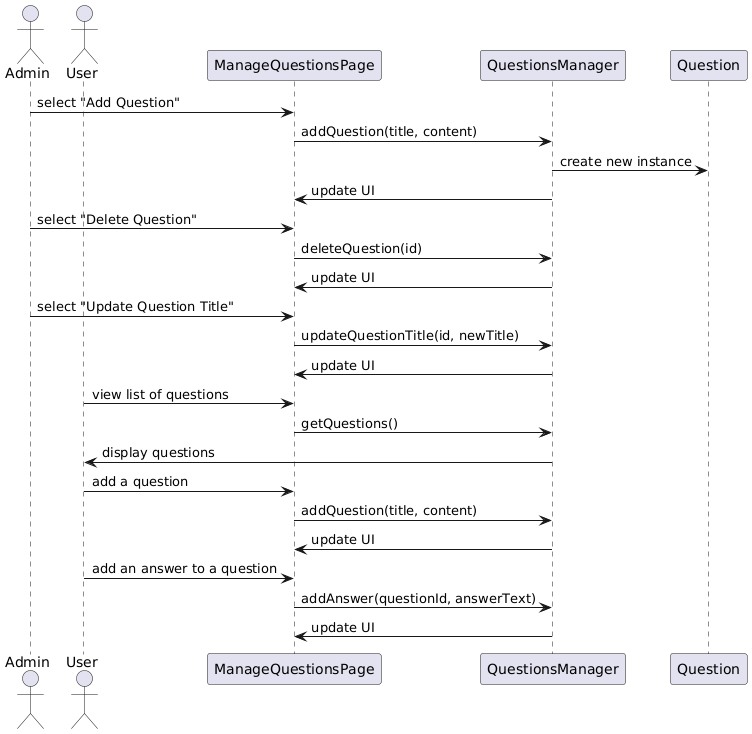 Admin
User
ManageQuestionsPage
QuestionsManager
Question
select "Add Question"
addQuestion(title, content)
create new instance
update UI
select "Delete Question"
deleteQuestion(id)
update UI
select "Update Question Title"
updateQuestionTitle(id, newTitle)
update UI
view list of questions
getQuestions()
display questions
add a question
addQuestion(title, content)
update UI
add an answer to a question
addAnswer(questionId, answerText)
update UI
Admin
User
ManageQuestionsPage
QuestionsManager
Question